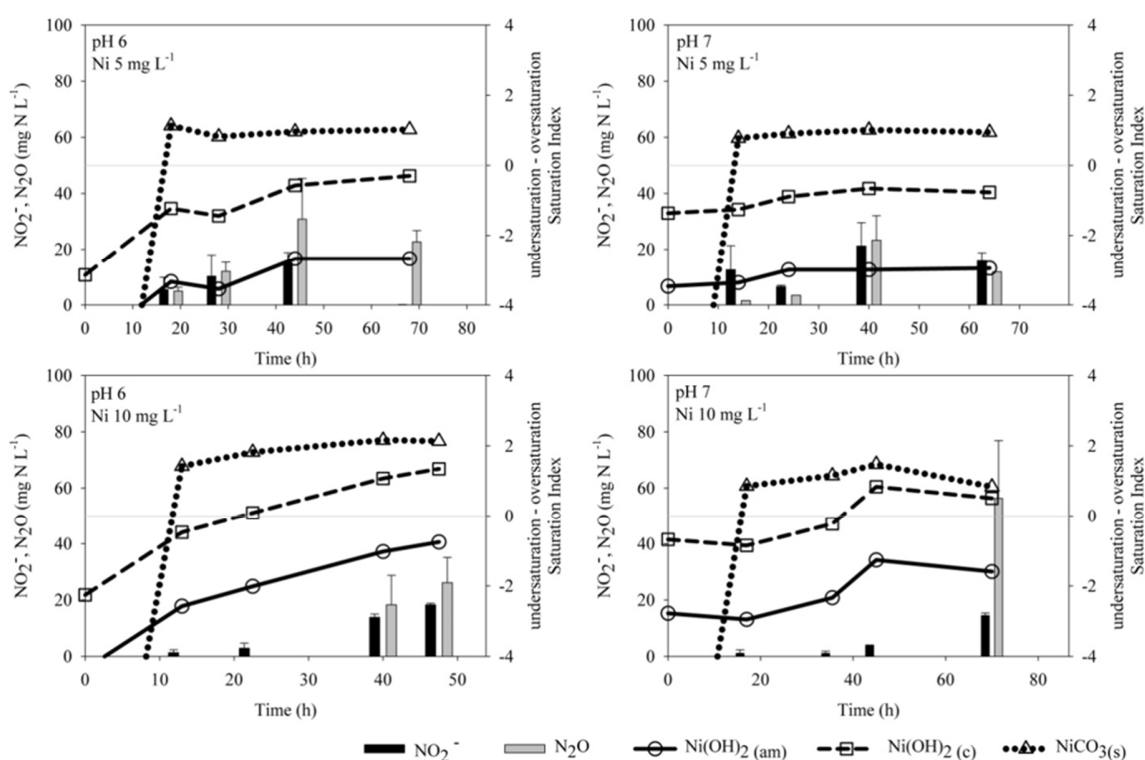 pH 6
Ni 5 mg L-1
NO2-, N2O (mg N L-1)
100
80
60
40
20
0
4
2
0
-2
-4
undersaturation - oversaturation
Saturation Index
0 10 20 30 40 50 60 70 80
Time (h)
pH 7
Ni 5 mg L-1
NO2-, N2O (mg N L-1)
100
80
60
40
20
0
4
2
0
-2
-4
undersaturation - oversaturation
Saturation Index
0 10 20 30 40 50 60 70
Time (h)
pH 6
Ni 10 mg L-1
NO2-, N2O (mg N L-1)
100
80
60
40
20
0
4
2
0
-2
-4
undersaturation - oversaturation
Saturation Index
0 10 20 30 40 50
Time (h)
pH 7
Ni 10 mg L-1
NO2-, N2O (mg N L-1)
100
80
60
40
20
0
4
2
0
-2
-4
undersaturation - oversaturation
Saturation Index
0 20 40 60 80
Time (h)
NO2- N2O Ni(OH)2 (am) Ni(OH)2 (c) NiCO3(s)